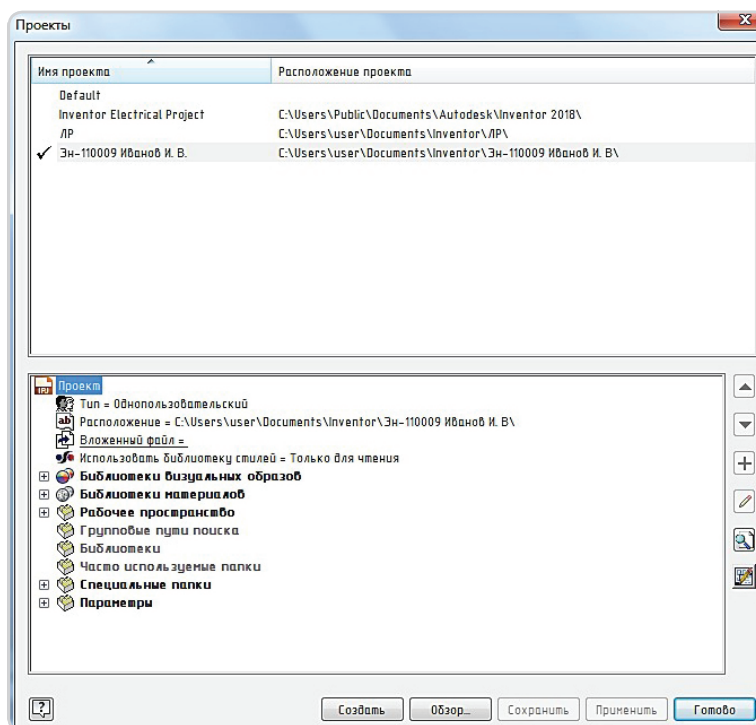 Проекты
Имя проекта Расположение проекта
Default
Inventor Electrical Project C:\Users\Public\Documents\Autodesk\Inventor 2018\
ЛР C:\Users\user\Documents\Inventor\ЛР\
Эн-110009 Иванов И. В. C:\Users\user\Documents\Inventor\Эн-110009 Иванов И. В\
IPJ Проект
Тип = Однопользовательский
ab Расположение = C:\Users\user\Documents\Inventor\Эн-110009 Иванов И. В\
Вложенный файл =
Использовать библиотеку стилей = Только для чтения
Библиотеки визуальных образов
Библиотеки материалов
Рабочее пространство
Групповые пути поиска
Библиотеки
Часто используемые папки
Специальные папки
Параметры
? Создать Обзор... Сохранить Применить Готово